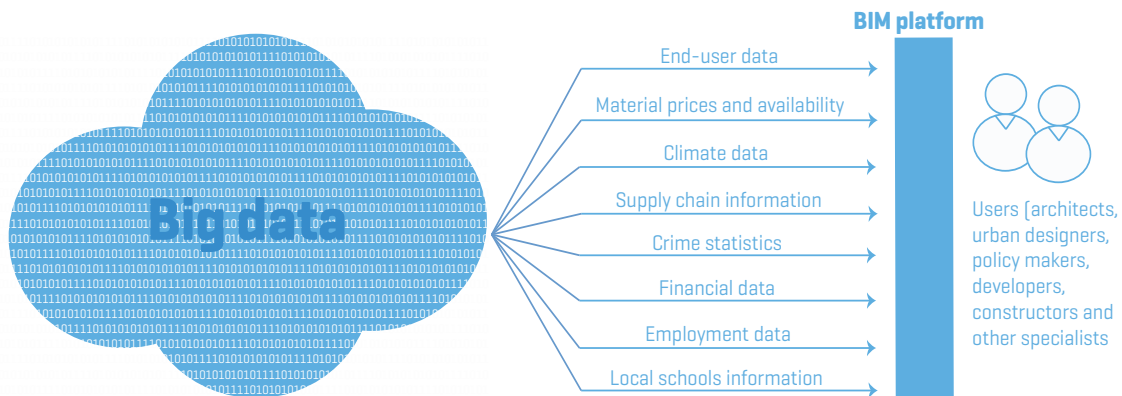 BIM platform
End-user data
Material prices and availability
Climate data
Supply chain information
Crime statistics
Financial data
Employment data
Local schools information
Big data
Users (architects,
urban designers,
policy makers,
developers,
constructors and
other specialists